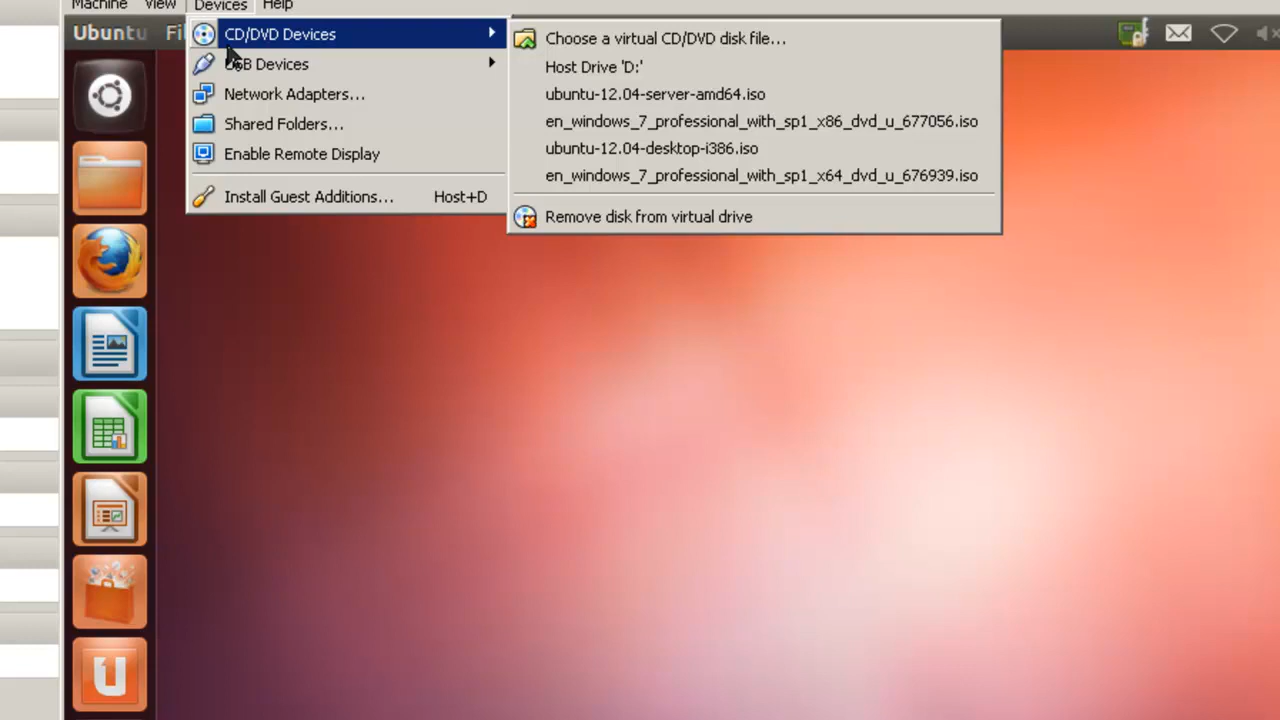 Machine View Devices Help
Ubuntu Fi
CD/DVD Devices
USB Devices
Network Adapters...
Shared Folders...
Enable Remote Display
Install Guest Additions... Host+D
Choose a virtual CD/DVD disk file...
Host Drive 'D:'
ubuntu-12.04-server-amd64.iso
en_windows_7_professional_with_sp1_x86_dvd_u_677056.iso
ubuntu-12.04-desktop-i386.iso
en_windows_7_professional_with_sp1_x64_dvd_u_676939.iso
Remove disk from virtual drive